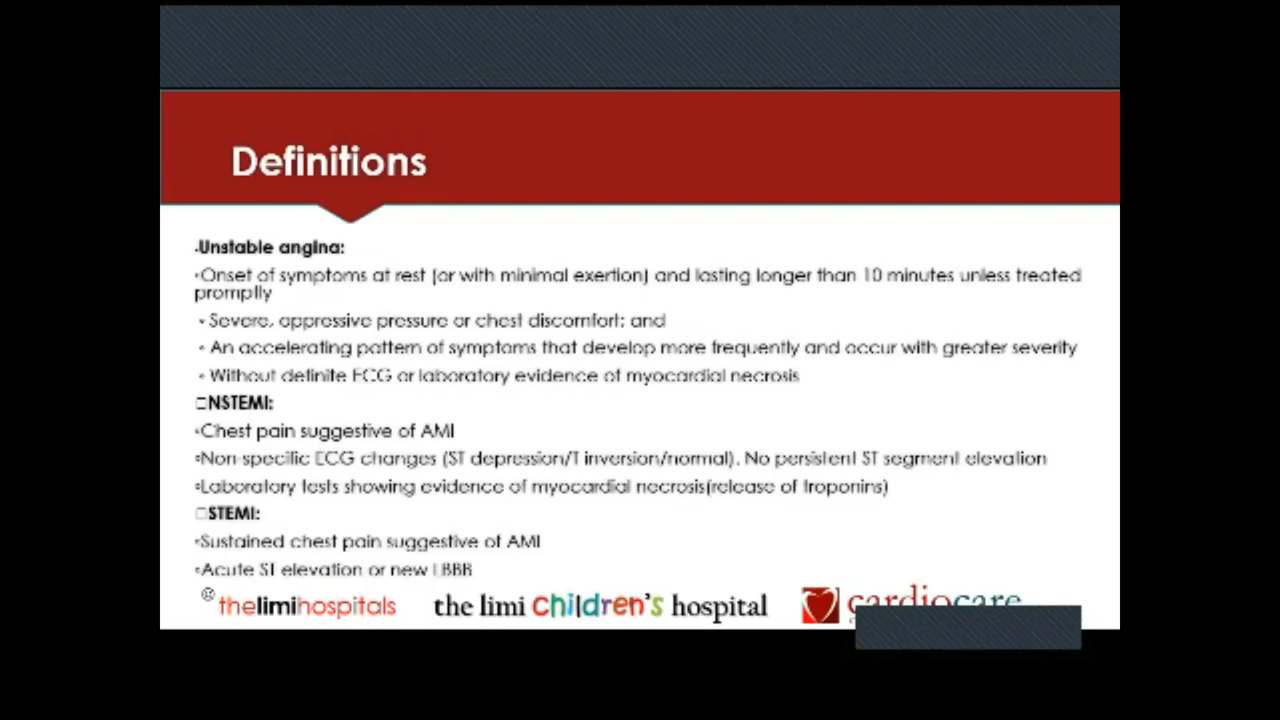 Definitions
Unstable angina:
Onset of symptoms at rest (or with minimal exertion) and lasting longer than 10 minutes unless treated
promptly
Severe, oppressive pressure or chest discomfort; and
An accelerating pattern of symptoms that develop more frequently and occur with greater severity
Without definite ECG or laboratory evidence of myocardial necrosis
□NSTEMI:
Chest pain suggestive of AMI
Non-specific ECG changes (ST depression/T inversion/normal). No persistent ST segment elevation
Laboratory tests showing evidence of myocardial necrosis(release of troponins)
□STEMI:
Sustained chest pain suggestive of AMI
Acute ST elevation or new LBBB
thelimihospitals the limi children's hospital cardiocare